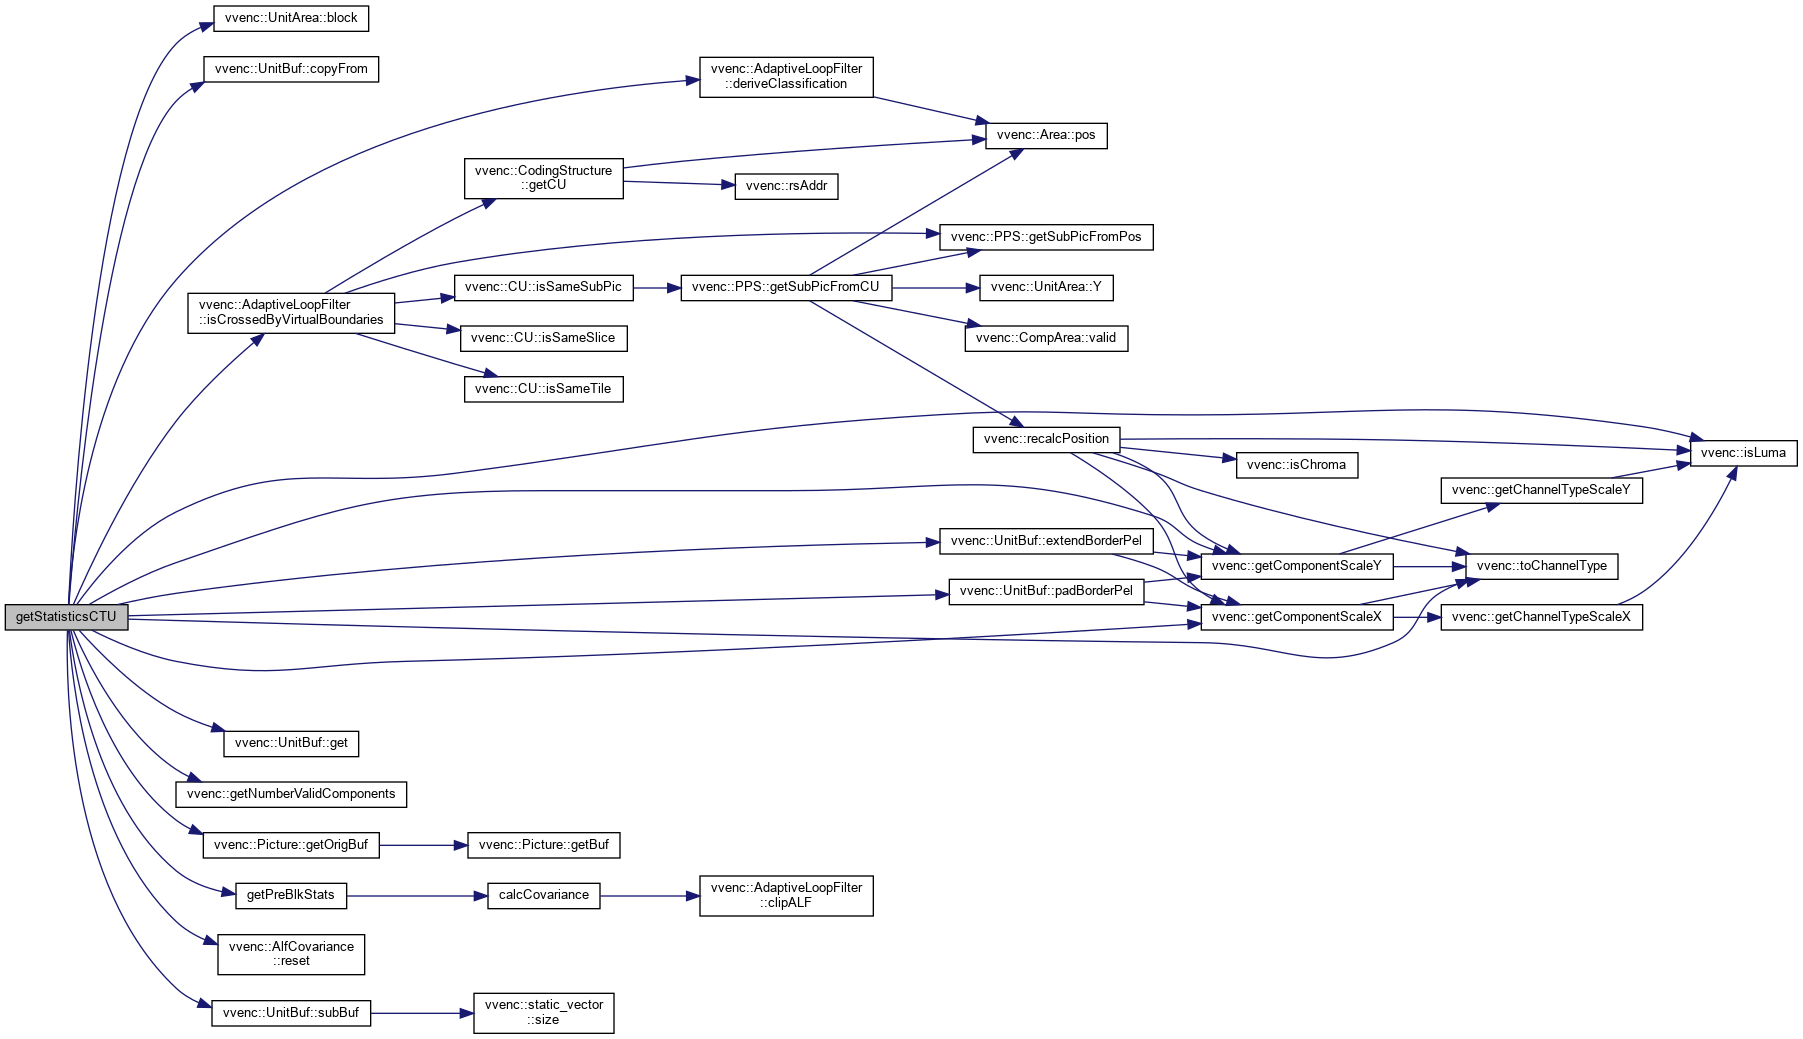 vvenc::UnitArea::block
vvenc::UnitBuf::copyFrom
vvenc::AdaptiveLoopFilter
::deriveClassification
vvenc::Area::pos
vvenc::CodingStructure
::getCU
vvenc::rsAddr
vvenc::PPS::getSubPicFromPos
vvenc::AdaptiveLoopFilter
::isCrossedByVirtualBoundaries
vvenc::CU::isSameSubPic
vvenc::PPS::getSubPicFromCU
vvenc::UnitArea::Y
vvenc::CU::isSameSlice
vvenc::CompArea::valid
vvenc::CU::isSameTile
vvenc::recalcPosition
vvenc::isLuma
vvenc::isChroma
vvenc::getChannelTypeScaleY
vvenc::UnitBuf::extendBorderPel
vvenc::getComponentScaleY
vvenc::toChannelType
vvenc::UnitBuf::padBorderPel
getStatisticsCTU
vvenc::getComponentScaleX
vvenc::getChannelTypeScaleX
vvenc::UnitBuf::get
vvenc::getNumberValidComponents
vvenc::Picture::getOrigBuf
vvenc::Picture::getBuf
getPreBlkStats
calcCovariance
vvenc::AdaptiveLoopFilter
::clipALF
vvenc::AlfCovariance
::reset
vvenc::UnitBuf::subBuf
vvenc::static_vector
::size